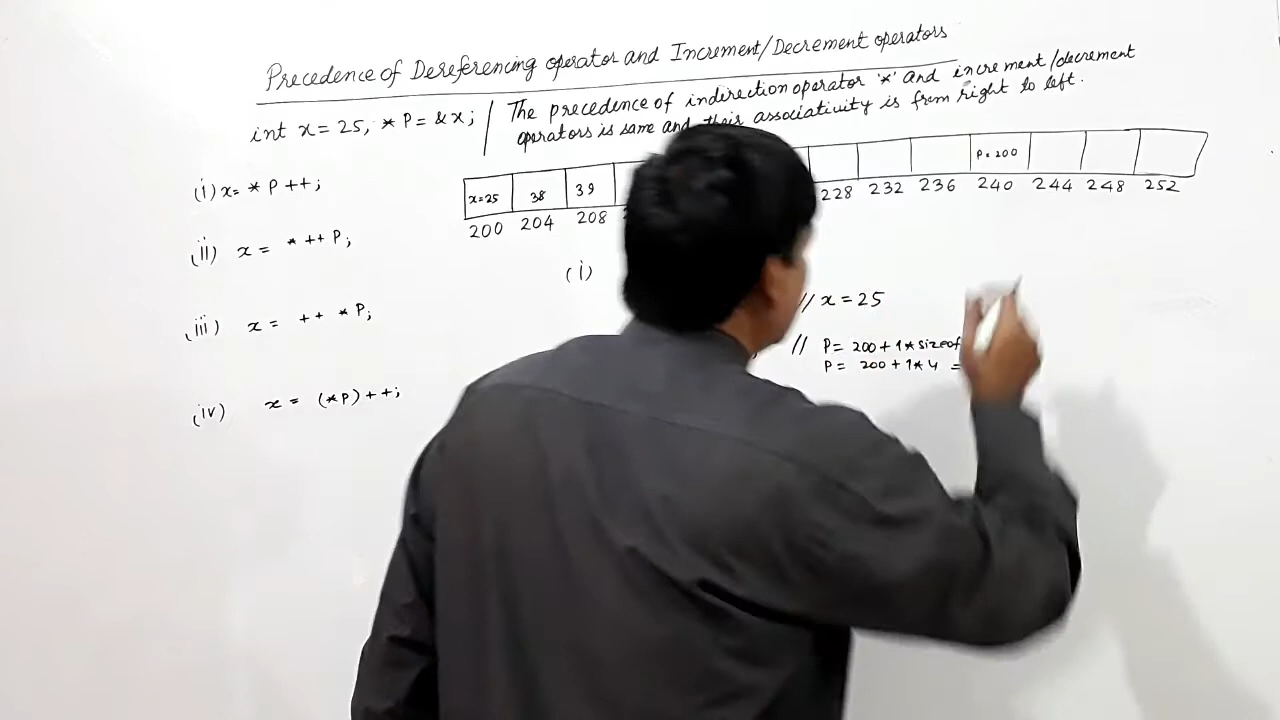 Precedence of Dereferencing operator and Increment/Decrement operators
int x = 25, *P = &x;
The precedence of indirection operator '*' and increment/decrement
operators is same and their associativity is from right to left.
(i) x = *P++;
(ii) x = *++P;
(iii) x = ++*P;
(iv) x = (*P)++;
x=25 38 39 P=200
200 204 208 228 232 236 240 244 248 252
(i)
// x = 25
// P = 200 + 1*sizeof
P = 200 + 1*4 =